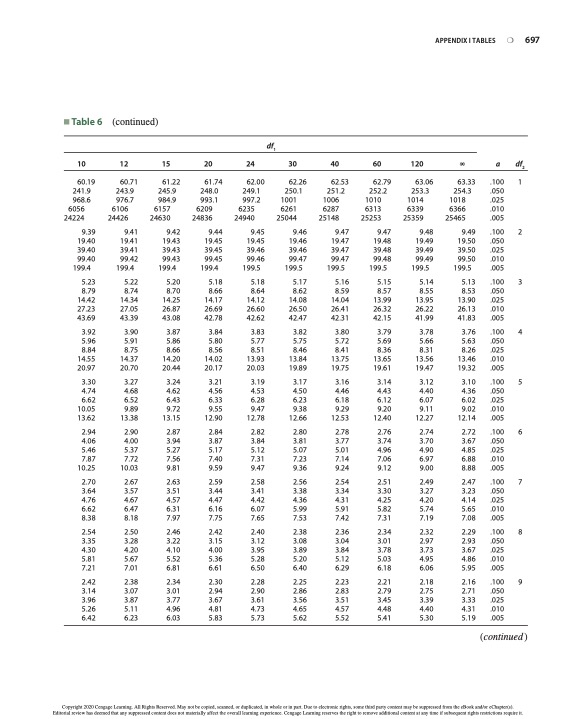 APPENDIX I TABLES ❍ 697
■ Table 6 (continued)
df₁
10 12 15 20 24 30 40 60 120 ∞ a df₂
60.19 60.71 61.22 61.74 62.00 62.26 62.53 62.79 63.06 63.33 .100 1
241.9 243.9 245.9 248.0 249.1 250.1 251.2 252.2 253.3 254.3 .050
968.6 976.7 984.9 993.1 997.2 1001 1006 1010 1014 1018 .025
6056 6106 6157 6209 6235 6261 6287 6313 6339 6366 .010
24224 24426 24630 24836 24940 25044 25148 25253 25359 25465 .005
9.39 9.41 9.42 9.44 9.45 9.46 9.47 9.47 9.48 9.49 .100 2
19.40 19.41 19.43 19.45 19.45 19.46 19.47 19.48 19.49 19.50 .050
39.40 39.41 39.43 39.45 39.46 39.46 39.47 39.48 39.49 39.50 .025
99.40 99.42 99.43 99.45 99.46 99.47 99.47 99.48 99.49 99.50 .010
199.4 199.4 199.4 199.4 199.5 199.5 199.5 199.5 199.5 199.5 .005
5.23 5.22 5.20 5.18 5.18 5.17 5.16 5.15 5.14 5.13 .100 3
8.79 8.74 8.70 8.66 8.64 8.62 8.59 8.57 8.55 8.53 .050
14.42 14.34 14.25 14.17 14.12 14.08 14.04 13.99 13.95 13.90 .025
27.23 27.05 26.87 26.69 26.60 26.50 26.41 26.32 26.22 26.13 .010
43.69 43.39 43.08 42.78 42.62 42.47 42.31 42.15 41.99 41.83 .005
3.92 3.90 3.87 3.84 3.83 3.82 3.80 3.79 3.78 3.76 .100 4
5.96 5.91 5.86 5.80 5.77 5.75 5.72 5.69 5.66 5.63 .050
8.84 8.75 8.66 8.56 8.51 8.46 8.41 8.36 8.31 8.26 .025
14.55 14.37 14.20 14.02 13.93 13.84 13.75 13.65 13.56 13.46 .010
20.97 20.70 20.44 20.17 20.03 19.89 19.75 19.61 19.47 19.32 .005
3.30 3.27 3.24 3.21 3.19 3.17 3.16 3.14 3.12 3.10 .100 5
4.74 4.68 4.62 4.56 4.53 4.50 4.46 4.43 4.40 4.36 .050
6.62 6.52 6.43 6.33 6.28 6.23 6.18 6.12 6.07 6.02 .025
10.05 9.89 9.72 9.55 9.47 9.38 9.29 9.20 9.11 9.02 .010
13.62 13.38 13.15 12.90 12.78 12.66 12.53 12.40 12.27 12.14 .005
2.94 2.90 2.87 2.84 2.82 2.80 2.78 2.76 2.74 2.72 .100 6
4.06 4.00 3.94 3.87 3.84 3.81 3.77 3.74 3.70 3.67 .050
5.46 5.37 5.27 5.17 5.12 5.07 5.01 4.96 4.90 4.85 .025
7.87 7.72 7.56 7.40 7.31 7.23 7.14 7.06 6.97 6.88 .010
10.25 10.03 9.81 9.59 9.47 9.36 9.24 9.12 9.00 8.88 .005
2.70 2.67 2.63 2.59 2.58 2.56 2.54 2.51 2.49 2.47 .100 7
3.64 3.57 3.51 3.44 3.41 3.38 3.34 3.30 3.27 3.23 .050
4.76 4.67 4.57 4.47 4.42 4.36 4.31 4.25 4.20 4.14 .025
6.62 6.47 6.31 6.16 6.07 5.99 5.91 5.82 5.74 5.65 .010
8.38 8.18 7.97 7.75 7.65 7.53 7.42 7.31 7.19 7.08 .005
2.54 2.50 2.46 2.42 2.40 2.38 2.36 2.34 2.32 2.29 .100 8
3.35 3.28 3.22 3.15 3.12 3.08 3.04 3.01 2.97 2.93 .050
4.30 4.20 4.10 4.00 3.95 3.89 3.84 3.78 3.73 3.67 .025
5.81 5.67 5.52 5.36 5.28 5.20 5.12 5.03 4.95 4.86 .010
7.21 7.01 6.81 6.61 6.50 6.40 6.29 6.18 6.06 5.95 .005
2.42 2.38 2.34 2.30 2.28 2.25 2.23 2.21 2.18 2.16 .100 9
3.14 3.07 3.01 2.94 2.90 2.86 2.83 2.79 2.75 2.71 .050
3.96 3.87 3.77 3.67 3.61 3.56 3.51 3.45 3.39 3.33 .025
5.26 5.11 4.96 4.81 4.73 4.65 4.57 4.48 4.40 4.31 .010
6.42 6.23 6.03 5.83 5.73 5.62 5.52 5.41 5.30 5.19 .005
(continued)
Copyright 2020 Cengage Learning. All Rights Reserved. May not be copied, scanned, or duplicated, in whole or in part. Due to electronic rights, some third party content may be suppressed from the eBook and/or eChapter(s).
Editorial review has deemed that any suppressed content does not materially affect the overall learning experience. Cengage Learning reserves the right to remove additional content at any time if subsequent rights restrictions require it.